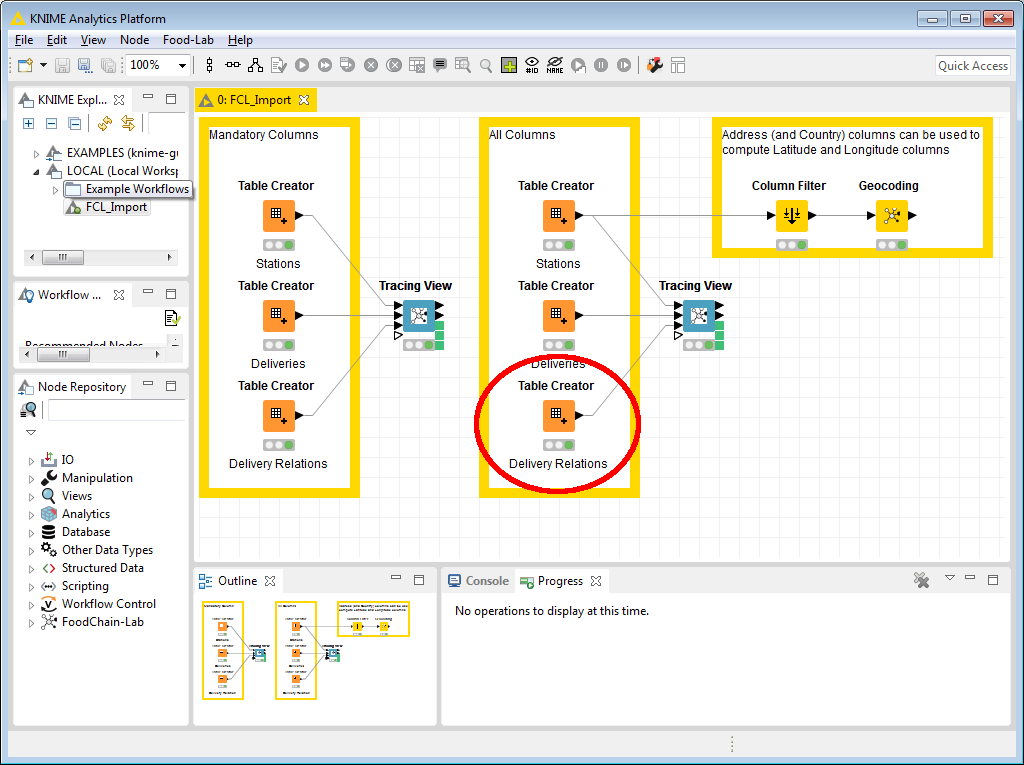 KNIME Analytics Platform
File Edit View Node Food-Lab Help
100%
#ID
NAME
Quick Access
KNIME Expl...
EXAMPLES (knime-gu
LOCAL (Local Worksp
Example Workflows
FCL_Import
Workflow ...
Recommended Nodes
Node Repository
IO
Manipulation
Views
Analytics
Database
Other Data Types
Structured Data
Scripting
Workflow Control
FoodChain-Lab
0: FCL_Import
Mandatory Columns
Table Creator
Stations
Table Creator
Deliveries
Table Creator
Delivery Relations
Tracing View
All Columns
Table Creator
Stations
Table Creator
Deliveries
Table Creator
Delivery Relations
Tracing View
Address (and Country) columns can be used to
compute Latitude and Longitude columns
Column Filter
Geocoding
Outline
Console
Progress
No operations to display at this time.